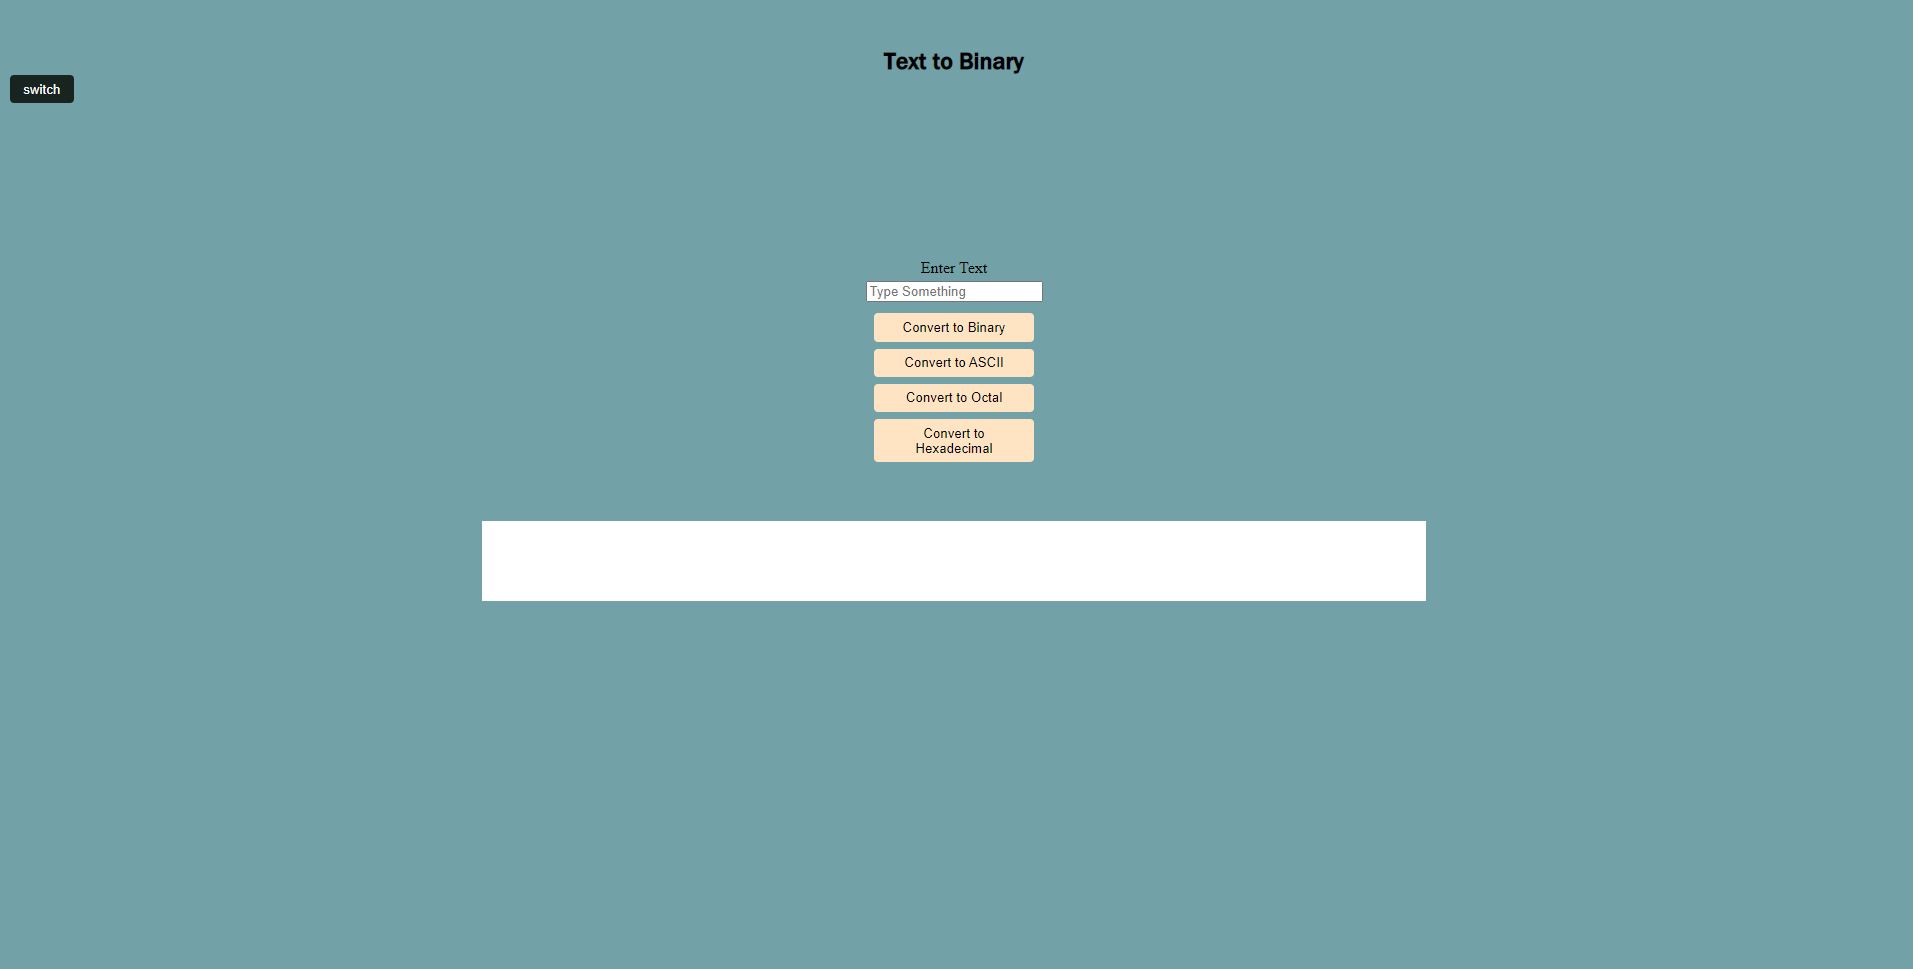 Text to Binary
switch
Enter Text
Type Something
Convert to Binary
Convert to ASCII
Convert to Octal
Convert to
Hexadecimal